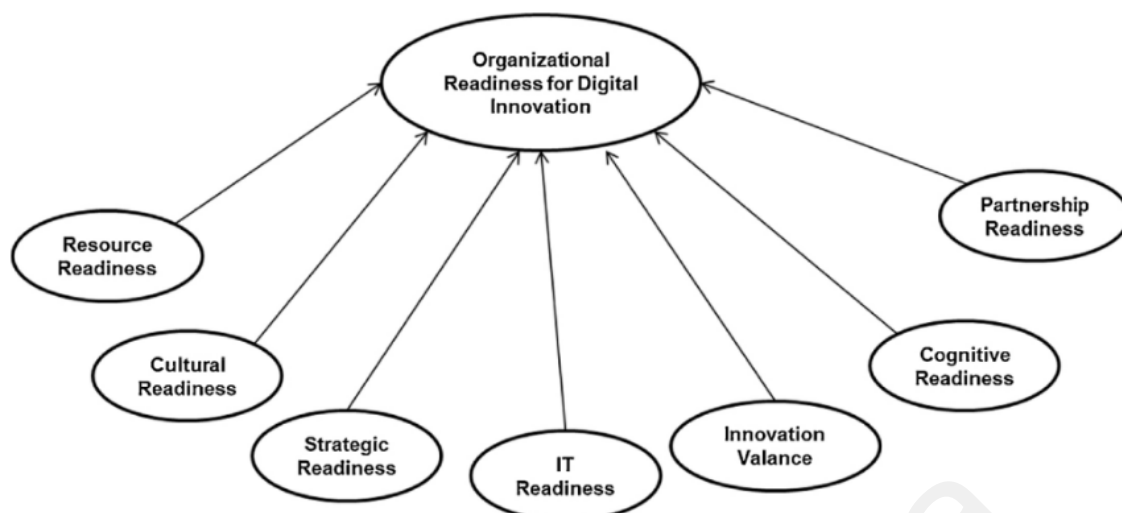 Organizational
Readiness for Digital
Innovation
Partnership
Readiness
Resource
Readiness
Cultural
Readiness
Cognitive
Readiness
Strategic
Readiness
IT
Readiness
Innovation
Valance